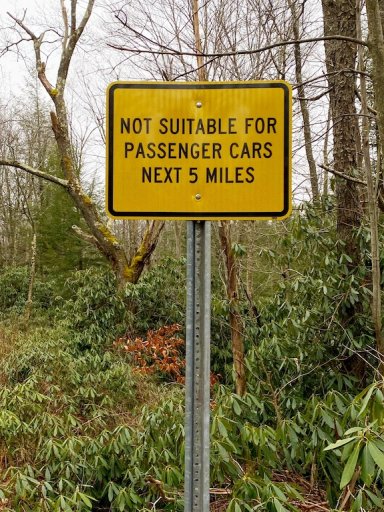 NOT SUITABLE FOR
PASSENGER CARS
NEXT 5 MILES